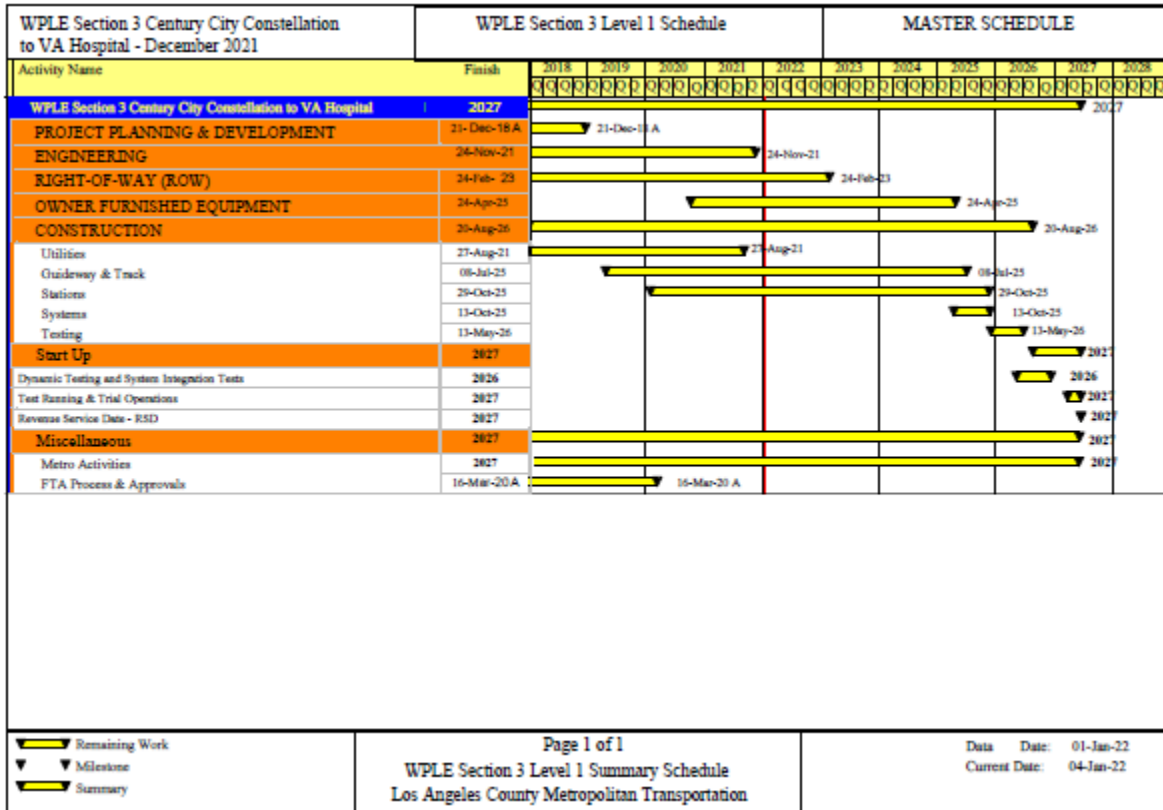 WPLE Section 3 Century City Constellation
to VA Hospital - December 2021
WPLE Section 3 Level 1 Schedule
MASTER SCHEDULE
Activity Name Finish 2018 2019 2020 2021 2022 2023 2024 2025 2026 2027 2028
Q Q Q Q Q Q Q Q Q Q Q Q Q Q Q Q Q Q Q Q Q Q Q Q Q Q Q Q Q Q Q Q Q Q Q Q Q Q Q Q Q Q Q Q
WPLE Section 3 Century City Constellation to VA Hospital 2027 2027
PROJECT PLANNING & DEVELOPMENT 21-Dec-18 A 21-Dec-18 A
ENGINEERING 24-Nov-21 24-Nov-21
RIGHT-OF-WAY (ROW) 24-Feb- 23 24-Feb-23
OWNER FURNISHED EQUIPMENT 24-Apr-25 24-Apr-25
CONSTRUCTION 20-Aug-26 20-Aug-26
Utilities 27-Aug-21 27-Aug-21
Guideway & Track 08-Jul-25 08-Jul-25
Stations 29-Oct-25 29-Oct-25
Systems 13-Oct-25 13-Oct-25
Testing 13-May-26 13-May-26
Start Up 2027 2027
Dynamic Testing and System Integration Tests 2026 2026
Test Running & Trial Operations 2027 2027
Revenue Service Date - RSD 2027 2027
Miscellaneous 2027 2027
Metro Activities 2027 2027
FTA Process & Approvals 16-Mar-20 A 16-Mar-20 A
Remaining Work
Milestone
Summary
Page 1 of 1
WPLE Section 3 Level 1 Summary Schedule
Los Angeles County Metropolitan Transportation
Data Date: 01-Jan-22
Current Date: 04-Jan-22